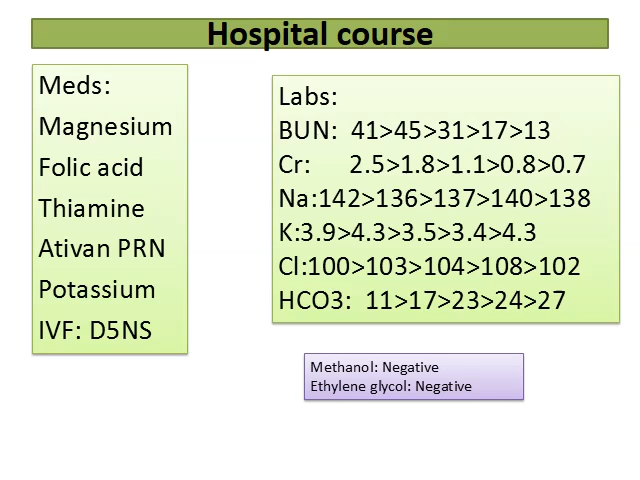 Hospital course
Meds:
Magnesium
Folic acid
Thiamine
Ativan PRN
Potassium
IVF: D5NS
Labs:
BUN: 41>45>31>17>13
Cr: 2.5>1.8>1.1>0.8>0.7
Na:142>136>137>140>138
K:3.9>4.3>3.5>3.4>4.3
Cl:100>103>104>108>102
HCO3: 11>17>23>24>27
Methanol: Negative
Ethylene glycol: Negative